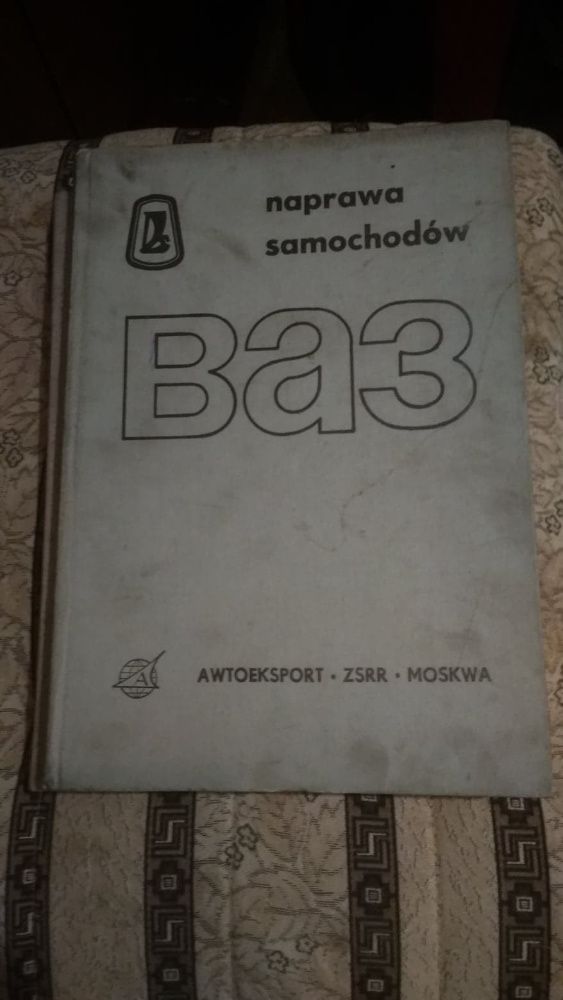 naprawa
samochodów
ВАЗ
AWTOEKSPORT · ZSRR · MOSKWA